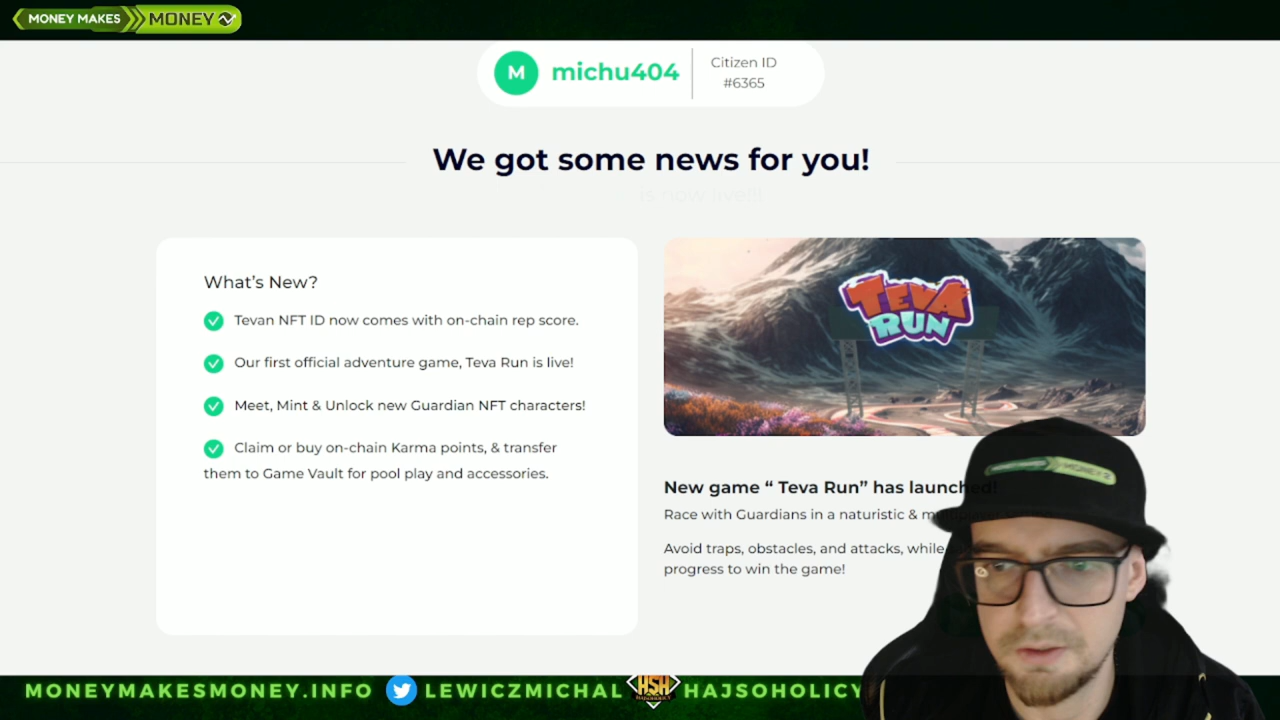 MONEY MAKES MONEY
M michu404 Citizen ID
#6365
We got some news for you!
is now live!!!
What's New?
Tevan NFT ID now comes with on-chain rep score.
Our first official adventure game, Teva Run is live!
Meet, Mint & Unlock new Guardian NFT characters!
Claim or buy on-chain Karma points, & transfer
them to Game Vault for pool play and accessories.
TEVA
RUN
New game “ Teva Run” has launched!
Race with Guardians in a naturistic &
Avoid traps, obstacles, and attacks, while
progress to win the game!
MONEYMAKESMONEY.INFO LEWICZMICHAL HSH HAJSOHOLICY